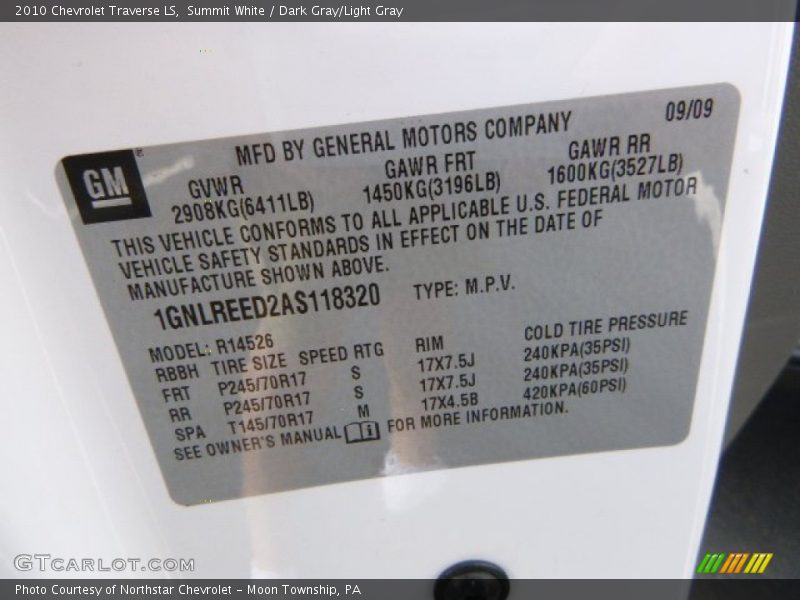 2010 Chevrolet Traverse LS, Summit White / Dark Gray/Light Gray
09/09
MFD BY GENERAL MOTORS COMPANY
GM
GVWR GAWR FRT GAWR RR
2908KG(6411LB) 1450KG(3196LB) 1600KG(3527LB)
THIS VEHICLE CONFORMS TO ALL APPLICABLE U.S. FEDERAL MOTOR
VEHICLE SAFETY STANDARDS IN EFFECT ON THE DATE OF
MANUFACTURE SHOWN ABOVE.
1GNLREED2AS118320 TYPE: M.P.V.
MODEL: R14526
RBBH TIRE SIZE SPEED RTG RIM COLD TIRE PRESSURE
FRT P245/70R17 S 17X7.5J 240KPA(35PSI)
RR P245/70R17 S 17X7.5J 240KPA(35PSI)
SPA T145/70R17 M 17X4.5B 420KPA(60PSI)
SEE OWNER'S MANUAL i FOR MORE INFORMATION.
GTCARLOT.COM
Photo Courtesy of Northstar Chevrolet - Moon Township, PA